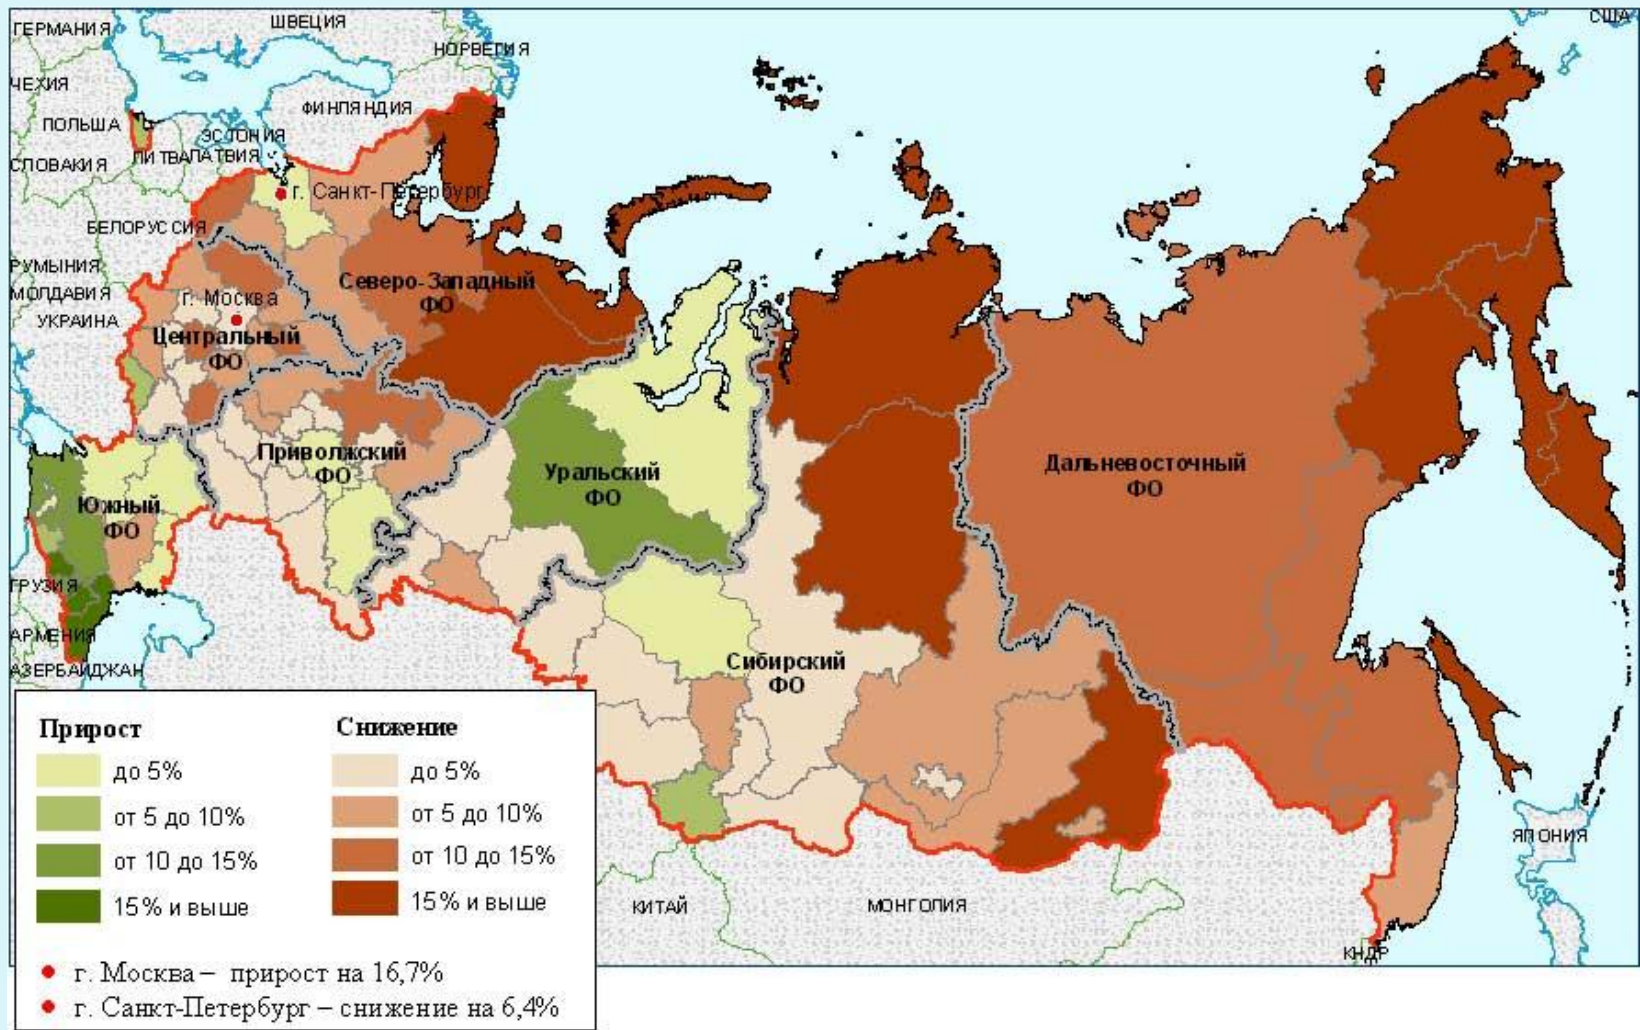 ГЕРМАНИЯ
ШВЕЦИЯ
США
НОРВЕГИЯ
ЧЕХИЯ
ФИНЛЯНДИЯ
ПОЛЬША
ЭСТОНИЯ
ЛИТВА
ЛАТВИЯ
СЛОВАКИЯ
г. Санкт-Петербург
БЕЛОРУССИЯ
РУМЫНИЯ
МОЛДАВИЯ
УКРАИНА
г. Москва
Северо-Западный
ФО
Центральный
ФО
Приволжский
ФО
Уральский
ФО
Дальневосточный
ФО
Южный
ФО
ГРУЗИЯ
АРМЕНИЯ
АЗЕРБАЙДЖАН
Сибирский
ФО
Прирост
Снижение
до 5%
до 5%
от 5 до 10%
от 5 до 10%
от 10 до 15%
от 10 до 15%
15% и выше
15% и выше
г. Москва – прирост на 16,7%
г. Санкт-Петербург – снижение на 6,4%
КИТАЙ
МОНГОЛИЯ
ЯПОНИЯ
КНДР